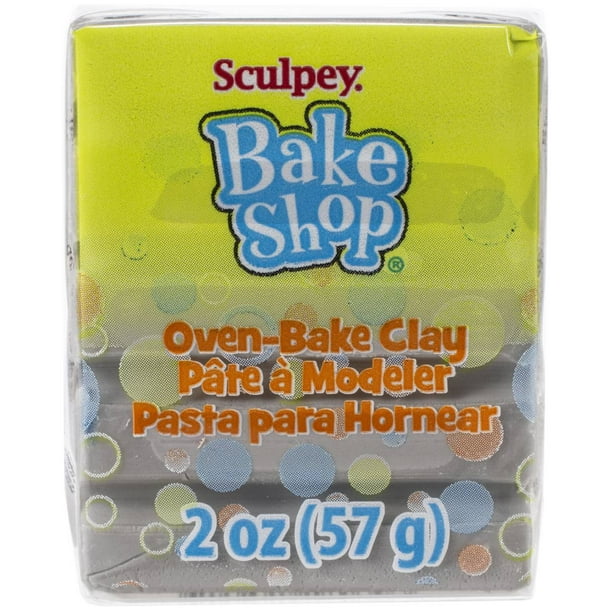 Sculpey.
Bake
Shop®
Oven-Bake Clay
Pâte à Modeler
Pasta para Hornear
2 oz (57 g)